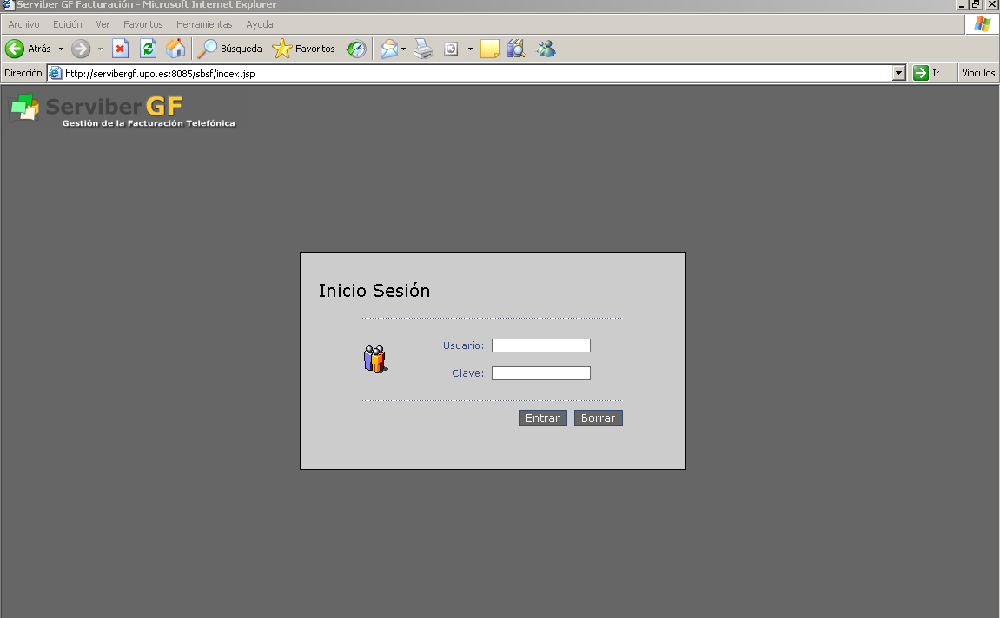 Serviber GF Facturación - Microsoft Internet Explorer
Archivo Edición Ver Favoritos Herramientas Ayuda
Atrás Búsqueda Favoritos
Dirección http://servibergf.upo.es:8085/sbsf/index.jsp Ir Vínculos
Serviber GF
Gestión de la Facturación Telefónica
Inicio Sesión
Usuario:
Clave:
Entrar Borrar